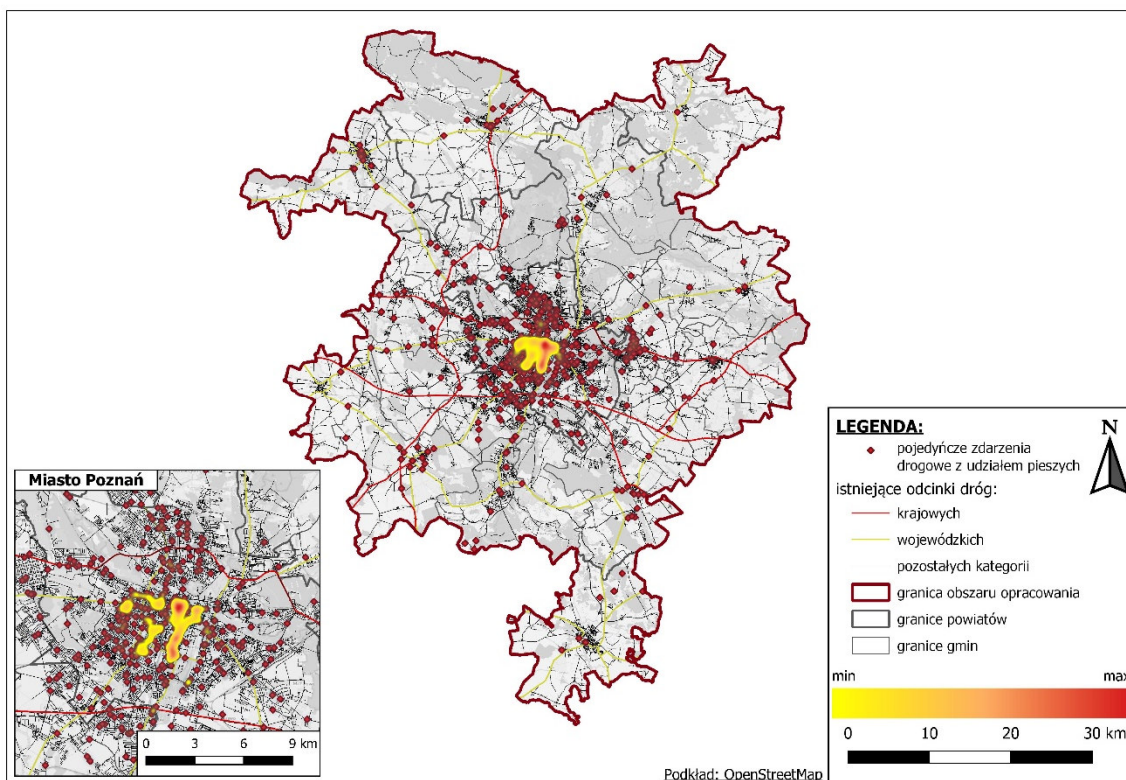 Miasto Poznań
0 3 6 9 km
LEGENDA:
N
pojedyńcze zdarzenia
drogowe z udziałem pieszych
istniejące odcinki dróg:
krajowych
wojewódzkich
pozostałych kategorii
granica obszaru opracowania
granice powiatów
granice gmin
min max
0 10 20 30 km
Podkład: OpenStreetMap